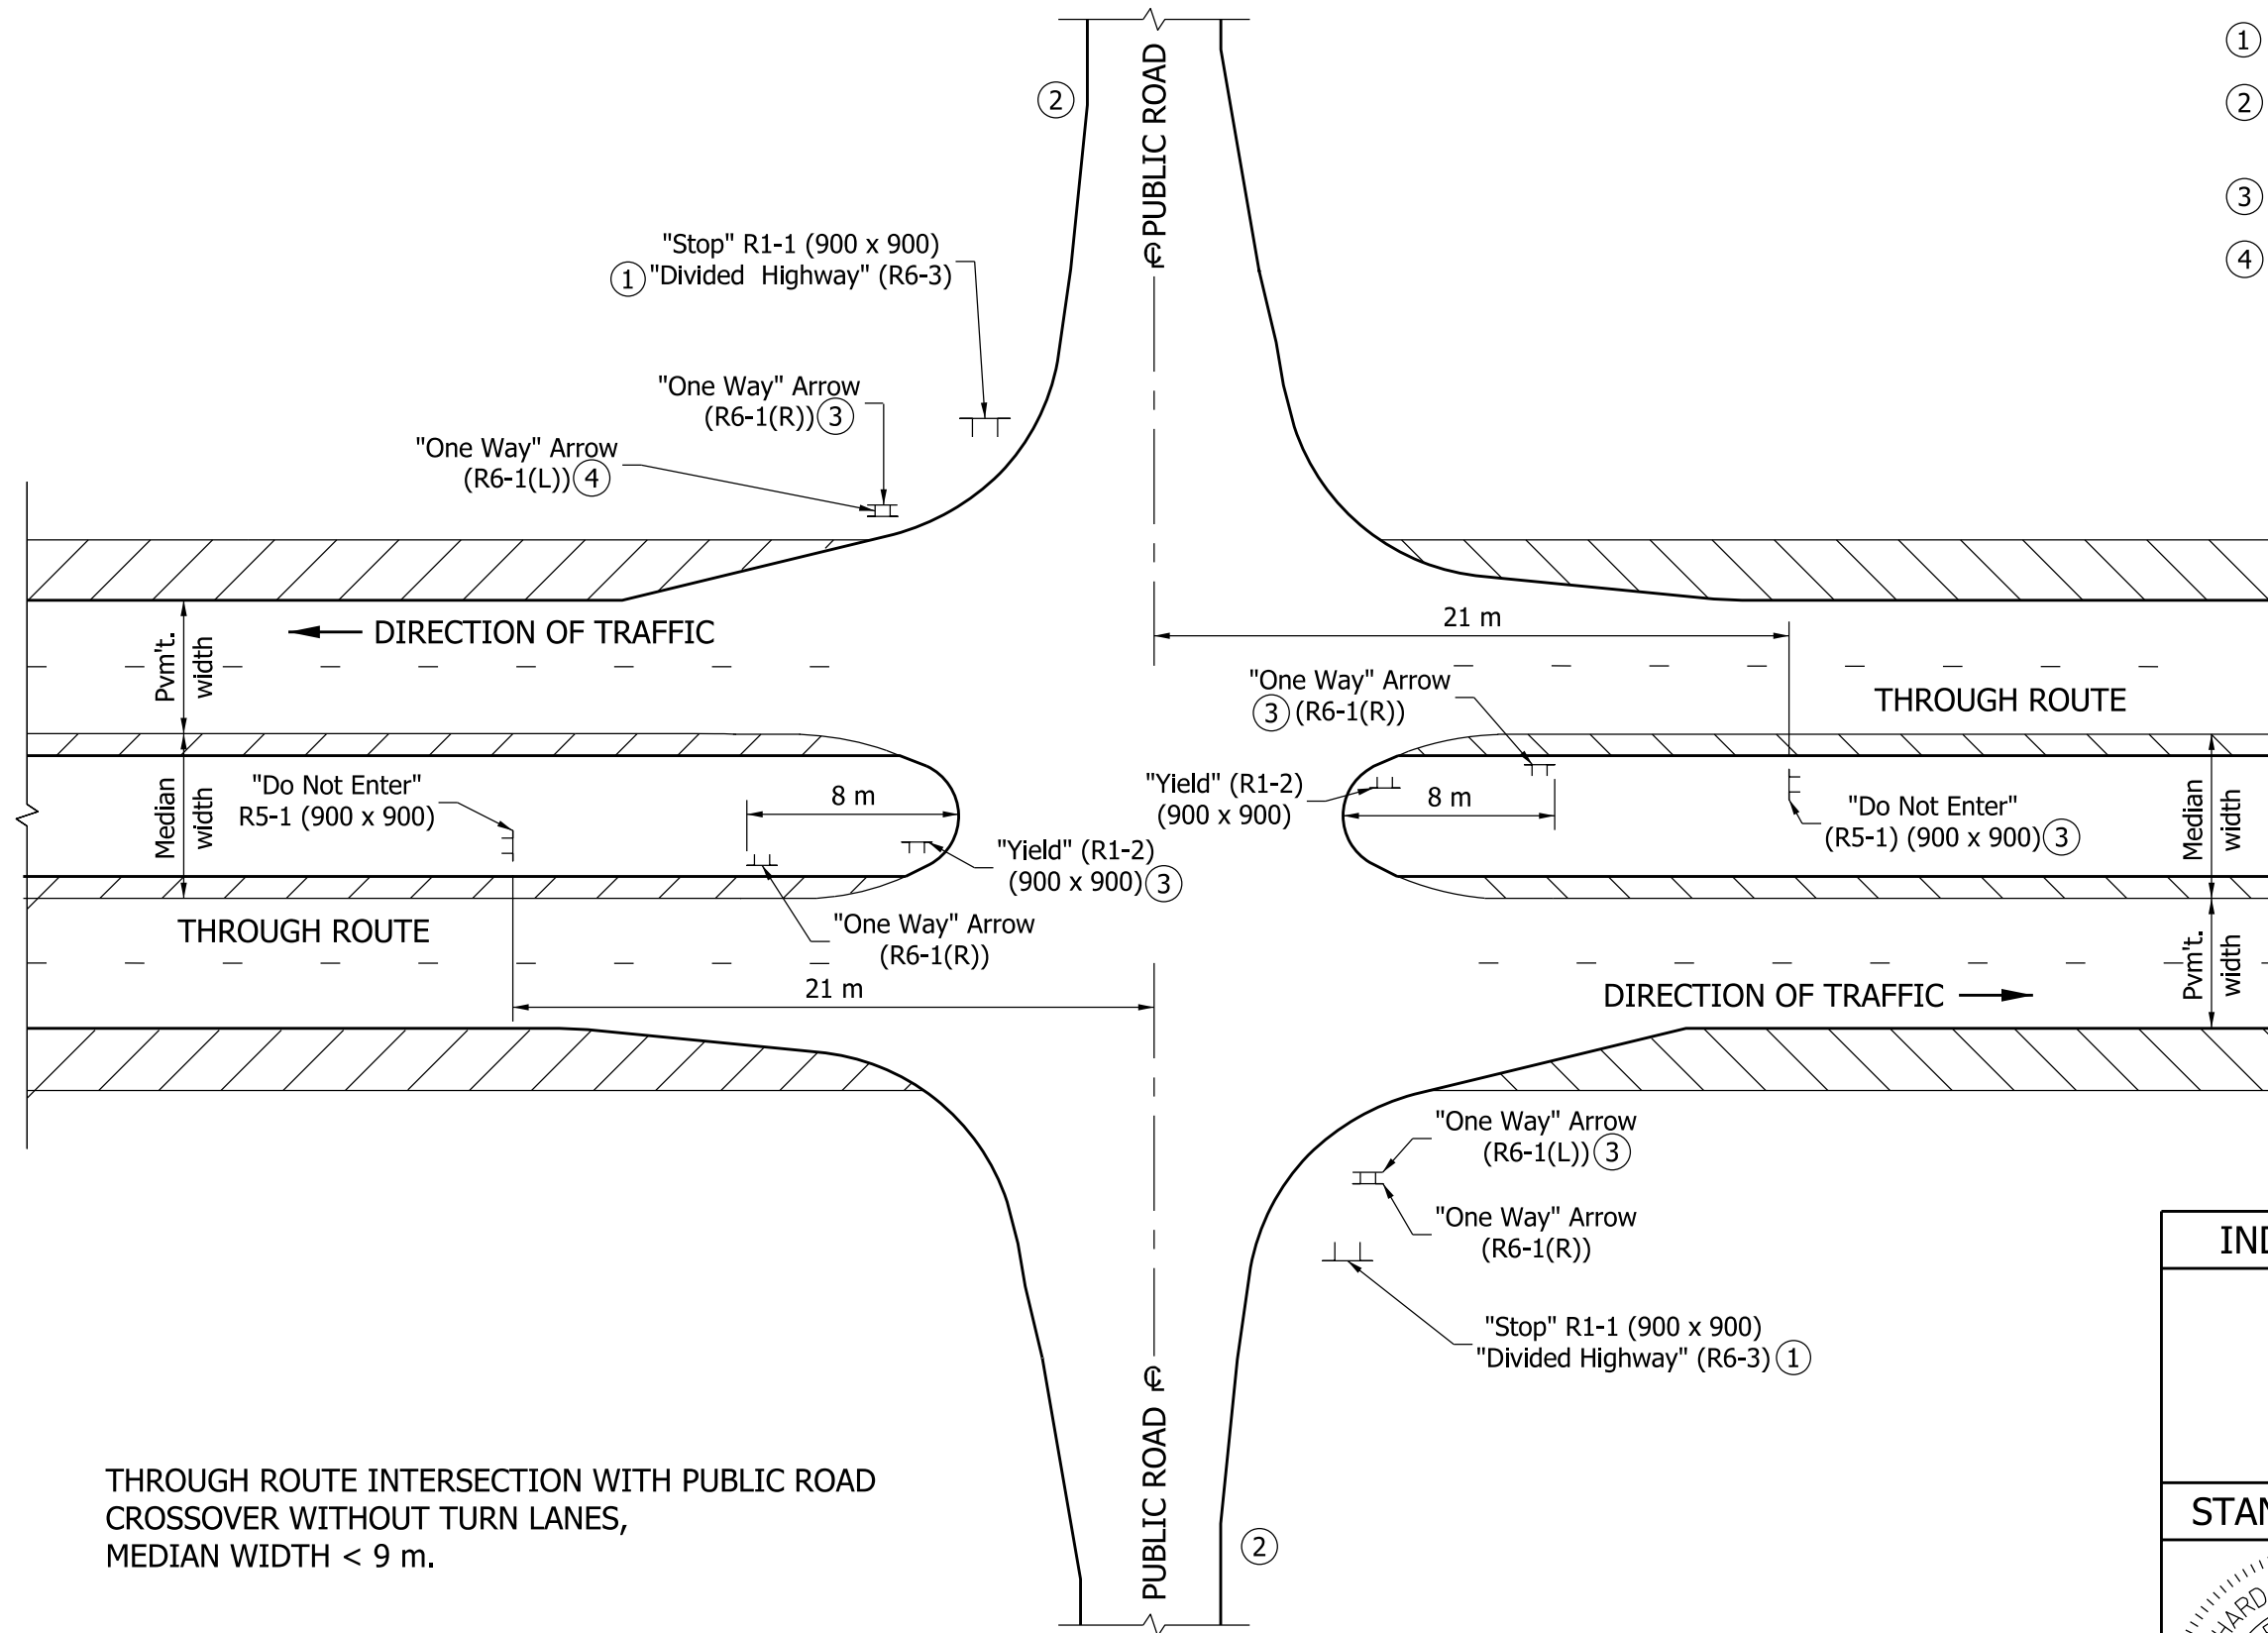 ①
②
③
④
②
℄ PUBLIC ROAD
"Stop" R1-1 (900 x 900)
① "Divided Highway" (R6-3)
"One Way" Arrow
(R6-1(R)) ③
"One Way" Arrow
(R6-1(L)) ④
DIRECTION OF TRAFFIC
Pvm't.
width
21 m
"One Way" Arrow
③ (R6-1(R))
THROUGH ROUTE
"Do Not Enter"
R5-1 (900 x 900)
Median
width
8 m
"Yield" (R1-2)
(900 x 900)
8 m
"Do Not Enter"
(R5-1) (900 x 900) ③
Median
width
"Yield" (R1-2)
(900 x 900) ③
THROUGH ROUTE
"One Way" Arrow
(R6-1(R))
21 m
DIRECTION OF TRAFFIC
Pvm't.
width
"One Way" Arrow
(R6-1(L)) ③
"One Way" Arrow
(R6-1(R))
"Stop" R1-1 (900 x 900)
"Divided Highway" (R6-3) ①
PUBLIC ROAD ℄
②
THROUGH ROUTE INTERSECTION WITH PUBLIC ROAD
CROSSOVER WITHOUT TURN LANES,
MEDIAN WIDTH < 9 m.